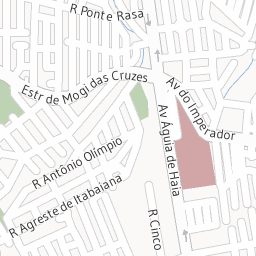 R Ponte Rasa
Estr de Mogi das Cruzes
Av do Imperador
Av Águia de Haia
R Antônio Olímpio
R Agreste de Itabaiana
R Cinco